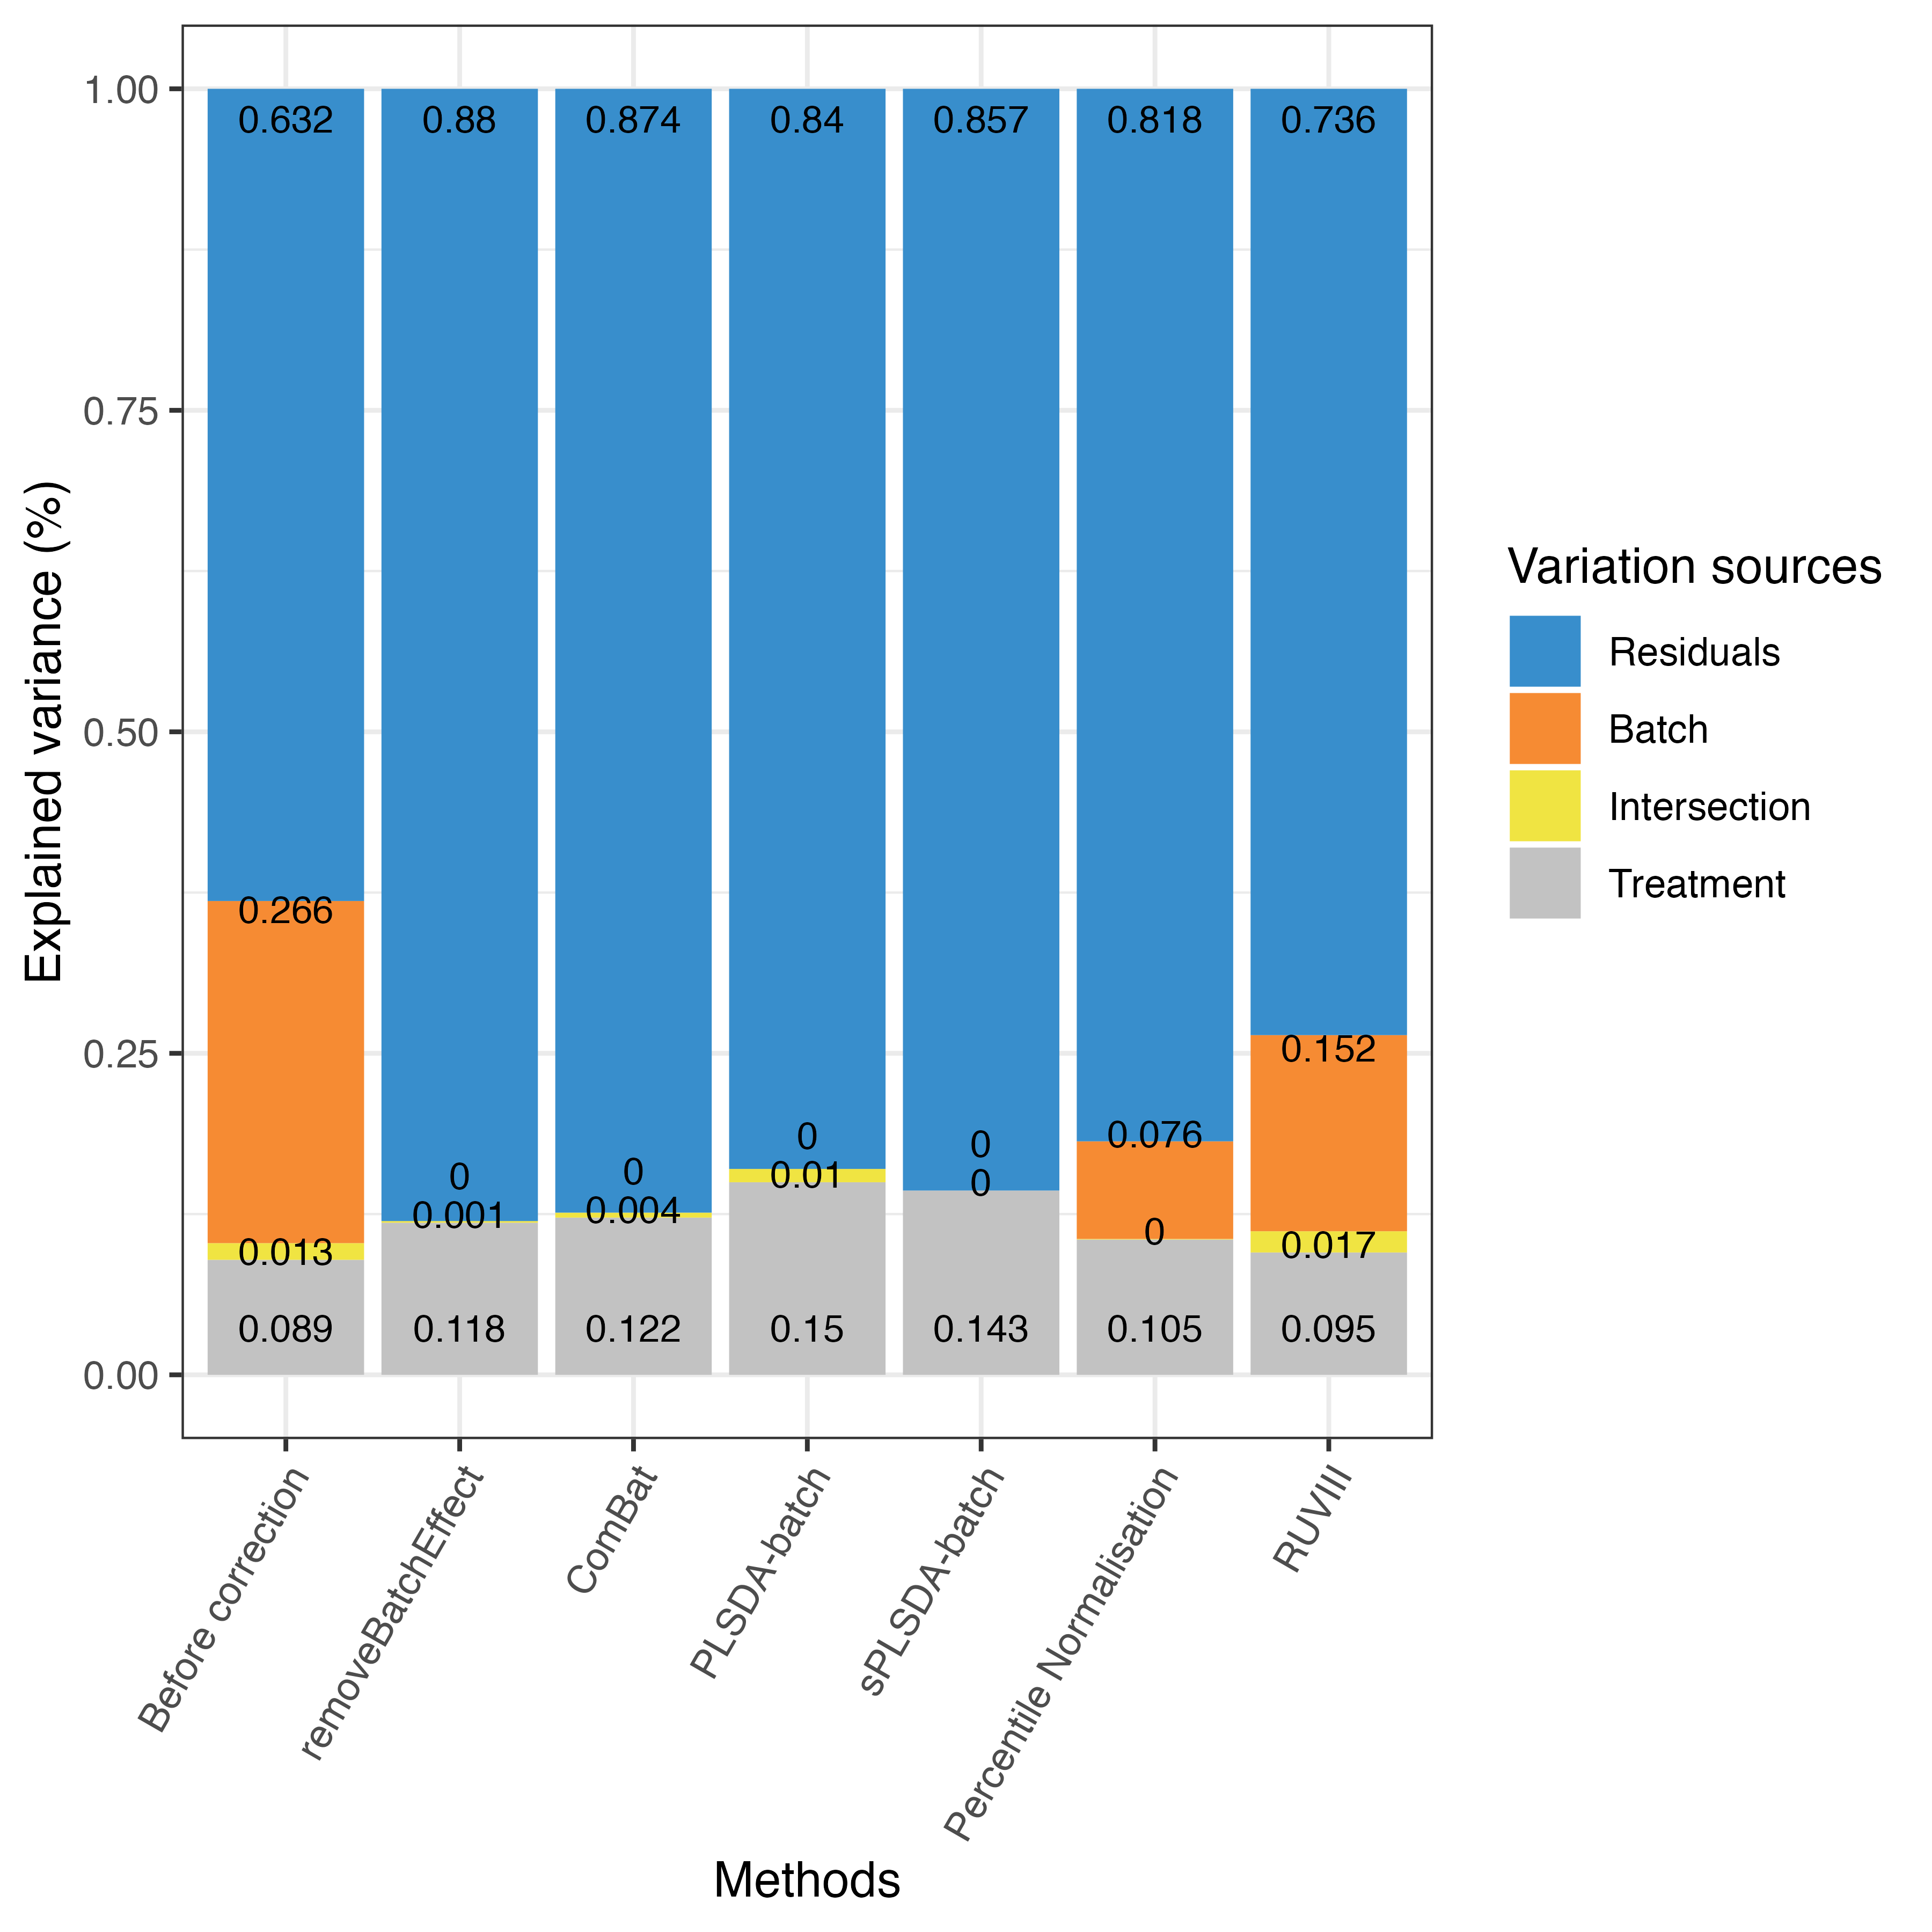 Explained variance (%)
1.00
0.75
0.50
0.25
0.00
0.632 0.88 0.874 0.84 0.857 0.818 0.736
0.266
0.152
0 0 0 0 0.076
0.013 0.001 0.004 0.01 0 0 0.017
0.089 0.118 0.122 0.15 0.143 0.105 0.095
Before correction
removeBatchEffect
ComBat
PLSDA-batch
sPLSDA-batch
Percentile Normalisation
RUVIII
Methods
Variation sources
Residuals
Batch
Intersection
Treatment